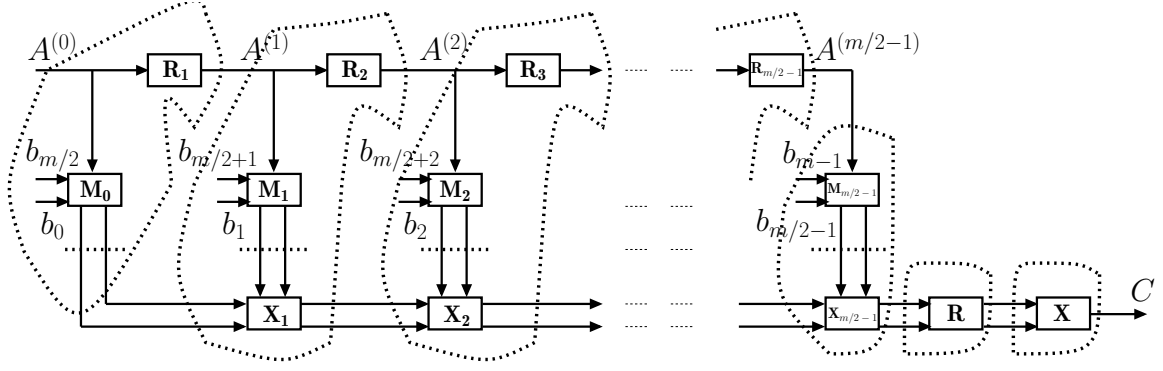 A^{(0)} A^{(1)} A^{(2)} A^{(m/2-1)}
R_1 R_2 R_3 R_{m/2-1}
b_{m/2} b_{m/2+1} b_{m/2+2} b_{m-1}
M_0 M_1 M_2 M_{m/2-1}
b_0 b_1 b_2 b_{m/2-1}
C
X_1 X_2 X_{m/2-1} R X